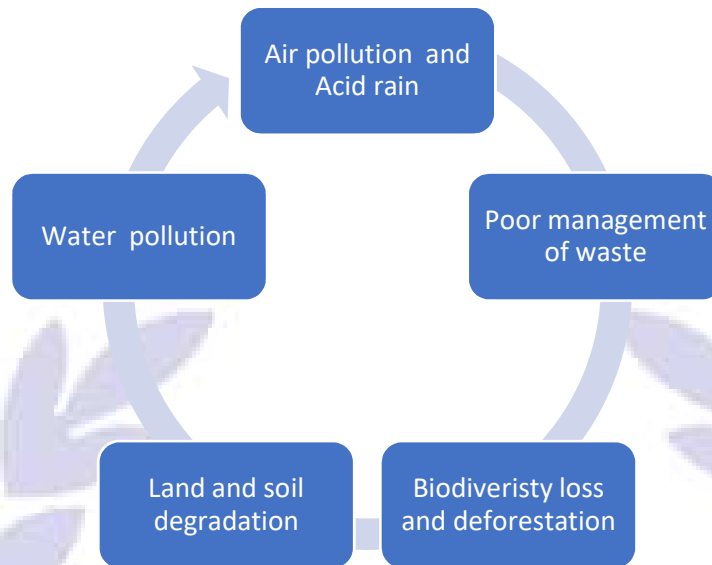 Air pollution and
Acid rain
Poor management
of waste
Biodiveristy loss
and deforestation
Land and soil
degradation
Water pollution